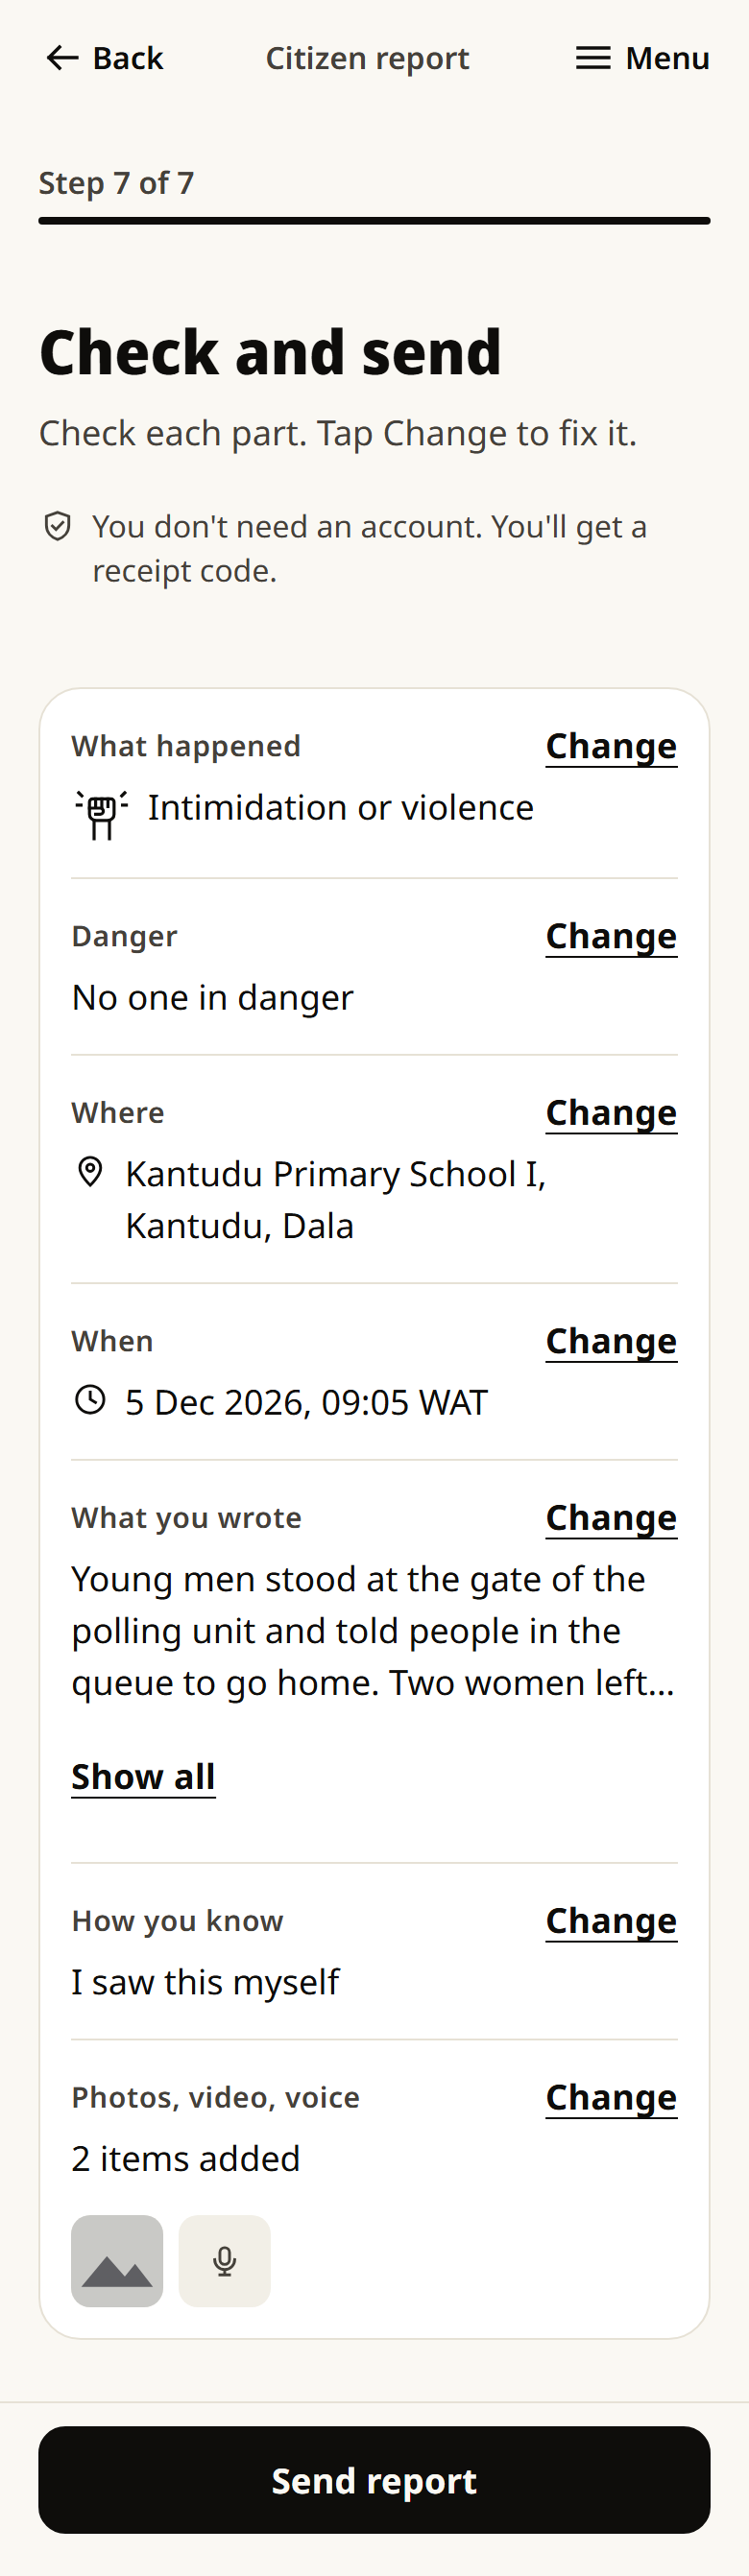 Back
Citizen report
Menu
Step 7 of 7
Check and send
Check each part. Tap Change to fix it.
You don't need an account. You'll get a
receipt code.
What happened
Change
Intimidation or violence
Danger
Change
No one in danger
Where
Change
Kantudu Primary School I,
Kantudu, Dala
When
Change
5 Dec 2026, 09:05 WAT
What you wrote
Change
Young men stood at the gate of the
polling unit and told people in the
queue to go home. Two women left...
Show all
How you know
Change
I saw this myself
Photos, video, voice
Change
2 items added
Send report